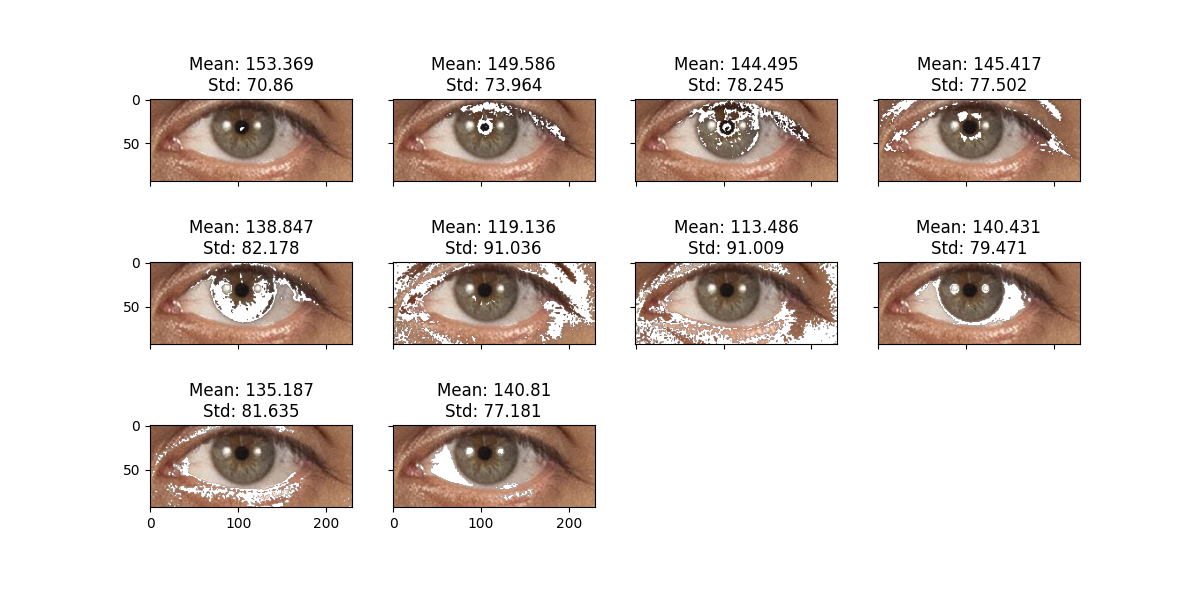 Mean: 153.369
Std: 70.86
Mean: 149.586
Std: 73.964
Mean: 144.495
Std: 78.245
Mean: 145.417
Std: 77.502
0
50
Mean: 138.847
Std: 82.178
Mean: 119.136
Std: 91.036
Mean: 113.486
Std: 91.009
Mean: 140.431
Std: 79.471
0
50
Mean: 135.187
Std: 81.635
Mean: 140.81
Std: 77.181
0
50
0 100 200
0 100 200